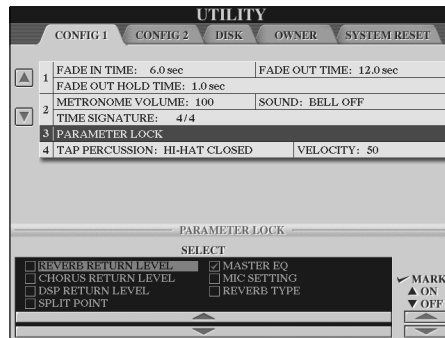 UTILITY
CONFIG 1 CONFIG 2 DISK OWNER SYSTEM RESET
1 FADE IN TIME: 6.0 sec FADE OUT TIME: 12.0 sec
FADE OUT HOLD TIME: 1.0 sec
2 METRONOME VOLUME: 100 SOUND: BELL OFF
TIME SIGNATURE: 4/4
3 PARAMETER LOCK
4 TAP PERCUSSION: HI-HAT CLOSED VELOCITY: 50
PARAMETER LOCK
SELECT
REVERB RETURN LEVEL MASTER EQ
CHORUS RETURN LEVEL MIC SETTING
DSP RETURN LEVEL REVERB TYPE
SPLIT POINT
MARK
▲ ON
▼ OFF